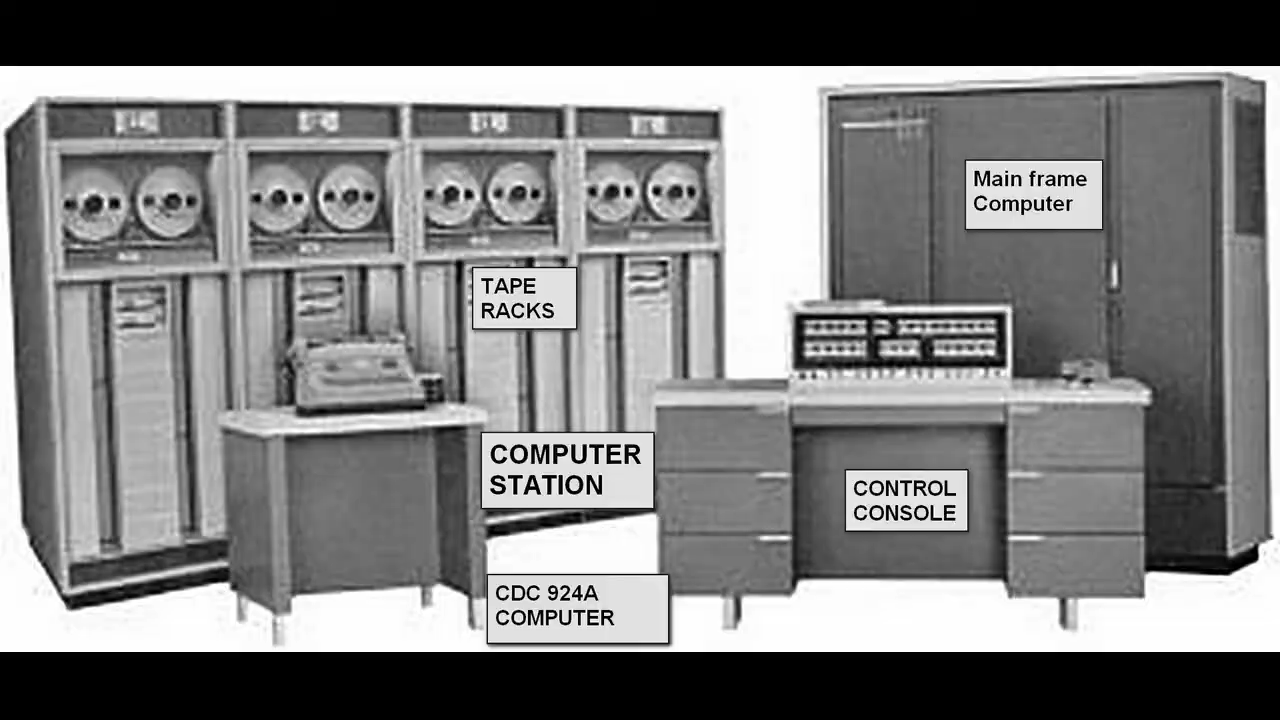 Main frame
Computer
TAPE
RACKS
COMPUTER
STATION
CONTROL
CONSOLE
CDC 924A
COMPUTER